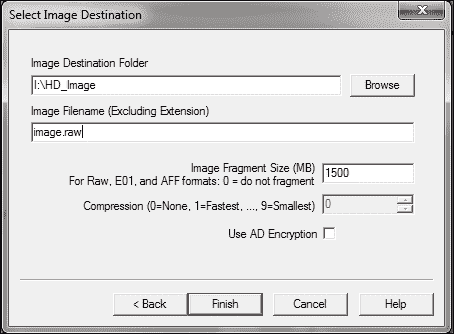 Select Image Destination
Image Destination Folder
I:\HD_Image
Browse
Image Filename (Excluding Extension)
image.raw
Image Fragment Size (MB)
1500
For Raw, E01, and AFF formats: 0 = do not fragment
Compression (0=None, 1=Fastest, ..., 9=Smallest)
0
Use AD Encryption
< Back
Finish
Cancel
Help